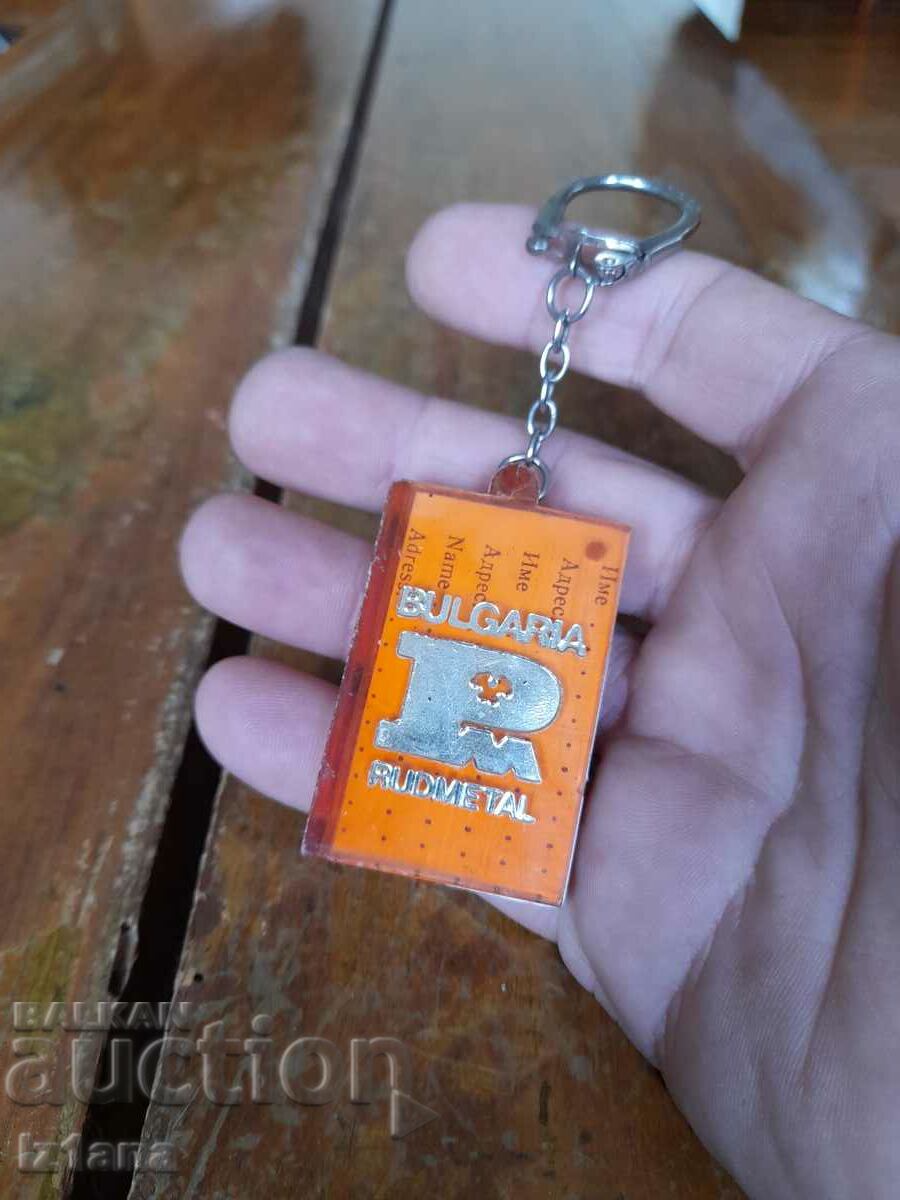 Име
Адрес
Име
Адрес
Name
Adress
BULGARIA
RUDMETAL
BALKAN
auction
iz1ana